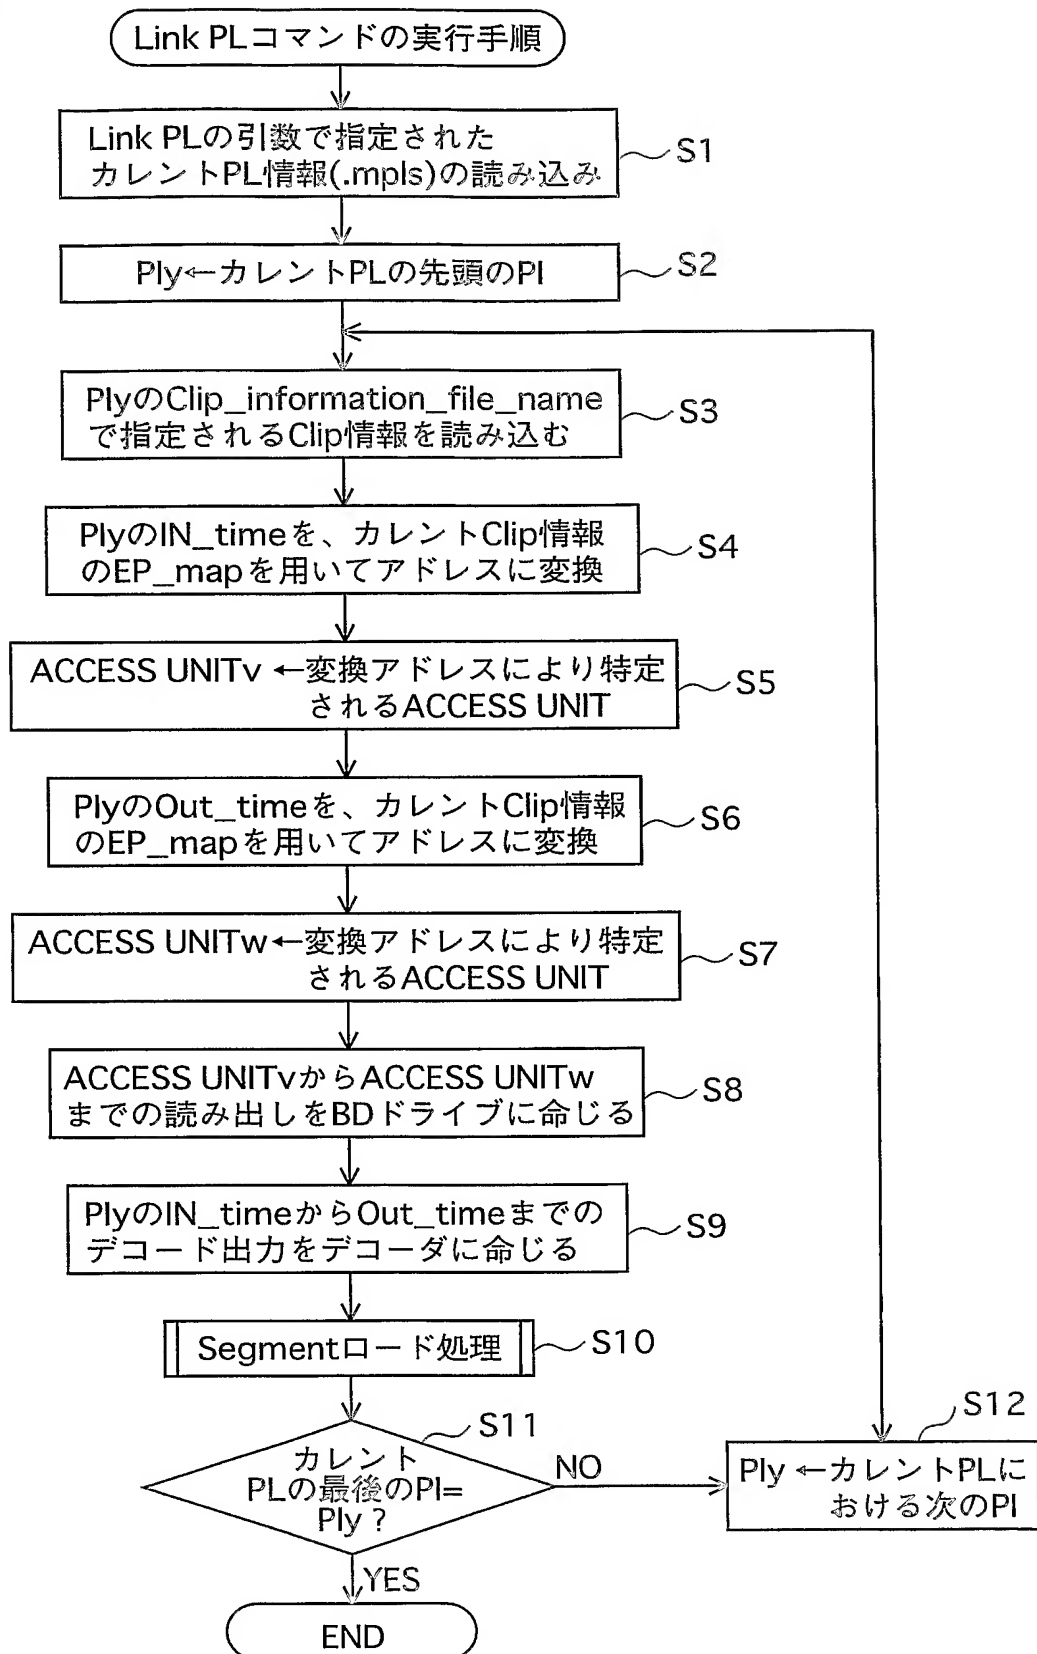 Link PLコマンドの実行手順
Link PLの引数で指定された
カレントPL情報(.mpls)の読み込み
S1
PIy←カレントPLの先頭のPI
S2
PIyのClip_information_file_name
で指定されるClip情報を読み込む
S3
PIyのIN_timeを、カレントClip情報
のEP_mapを用いてアドレスに変換
S4
ACCESS UNITv ←変換アドレスにより特定
されるACCESS UNIT
S5
PIyのOut_timeを、カレントClip情報
のEP_mapを用いてアドレスに変換
S6
ACCESS UNITw←変換アドレスにより特定
されるACCESS UNIT
S7
ACCESS UNITvからACCESS UNITw
までの読み出しをBDドライブに命じる
S8
PIyのIN_timeからOut_timeまでの
デコード出力をデコーダに命じる
S9
Segmentロード処理
S10
S11
カレント
PLの最後のPI=
PIy ?
NO
S12
PIy ←カレントPLに
おける次のPI
YES
END